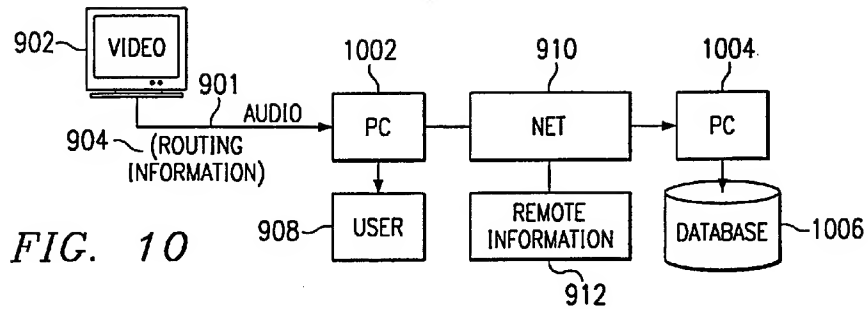 902
VIDEO
901
AUDIO
904
(ROUTING
INFORMATION)
1002
PC
908
USER
910
NET
REMOTE
INFORMATION
912
1004
PC
DATABASE
1006
FIG. 10